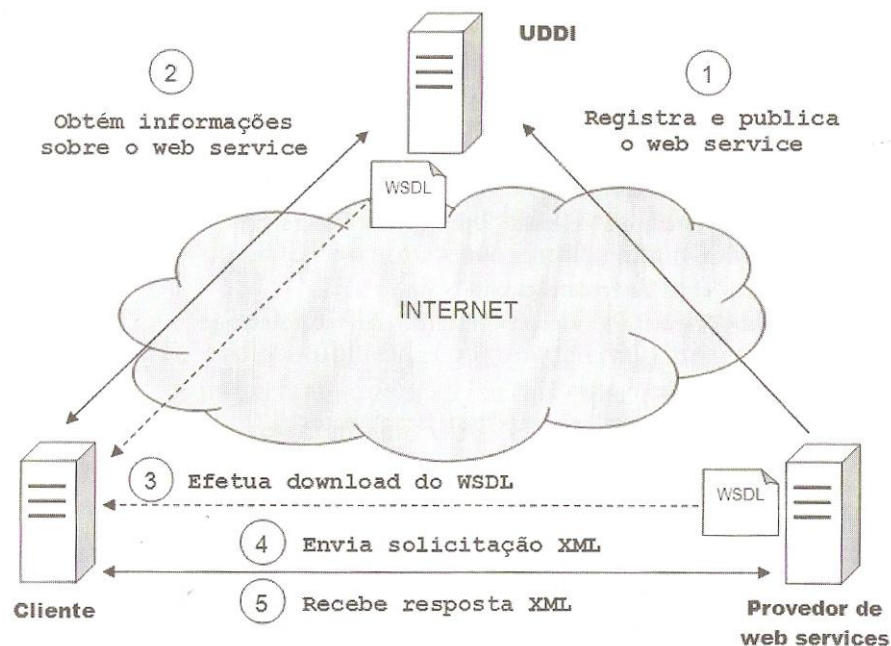 UDDI
2
1
Obtém informações
sobre o web service
Registra e publica
o web service
WSDL
INTERNET
3 Efetua download do WSDL
WSDL
4 Envia solicitação XML
5 Recebe resposta XML
Cliente
Provedor de
web services